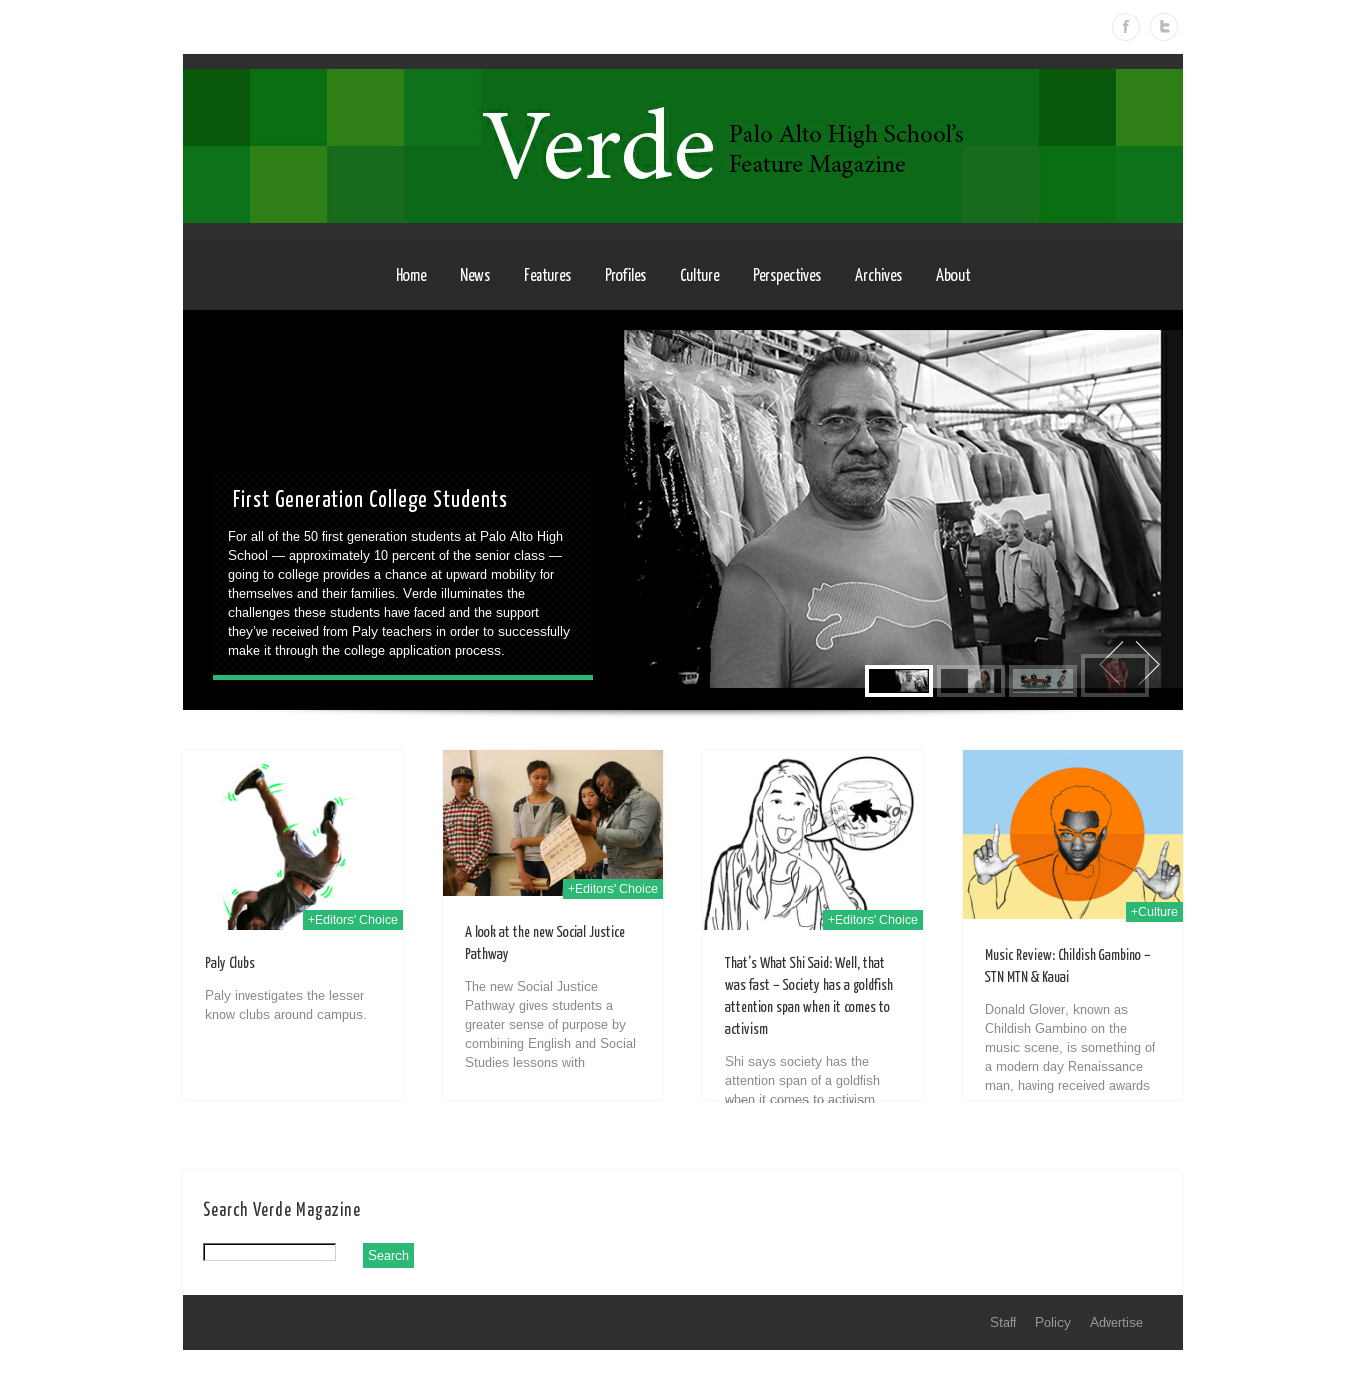 Verde
Palo Alto High School's
Feature Magazine
Home News Features Profiles Culture Perspectives Archives About
First Generation College Students
For all of the 50 first generation students at Palo Alto High
School — approximately 10 percent of the senior class —
going to college provides a chance at upward mobility for
themselves and their families. Verde illuminates the
challenges these students have faced and the support
they've received from Paly teachers in order to successfully
make it through the college application process.
+Editors' Choice
Paly Clubs
Paly investigates the lesser
know clubs around campus.
+Editors' Choice
A look at the new Social Justice
Pathway
The new Social Justice
Pathway gives students a
greater sense of purpose by
combining English and Social
Studies lessons with
+Editors' Choice
That's What Shi Said: Well, that
was fast – Society has a goldfish
attention span when it comes to
activism
Shi says society has the
attention span of a goldfish
when it comes to activism
+Culture
Music Review: Childish Gambino –
STN MTN & Kauai
Donald Glover, known as
Childish Gambino on the
music scene, is something of
a modern day Renaissance
man, having received awards
Search Verde Magazine
Search
Staff Policy Advertise